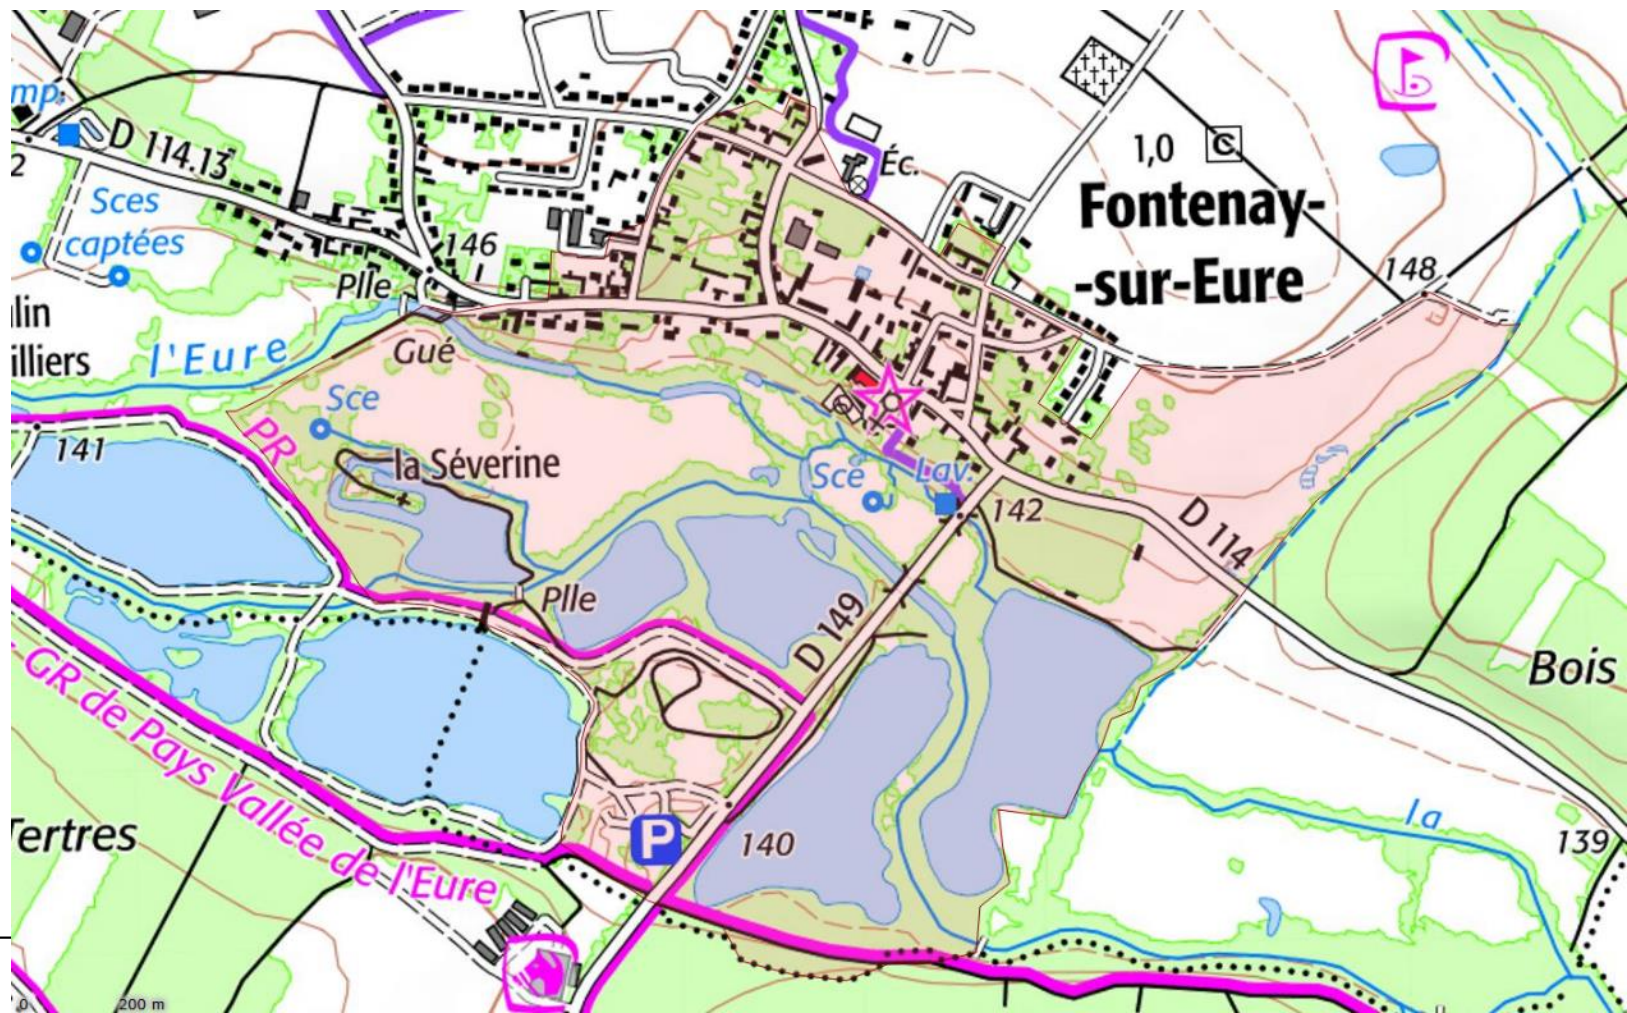 mp.
D 114.13
2
Sces
captées
146
Plle
Éc.
1,0 C
Fontenay-
-sur-Eure
148
lin
illiers
l'Eure
Gué
Sce
PR
141
la Séverine
Sce
Lav.
142
D 114
Plle
D 149
Bois
GR de Pays Vallée de l'Eure
Tertres
P
140
la
139
0
200 m